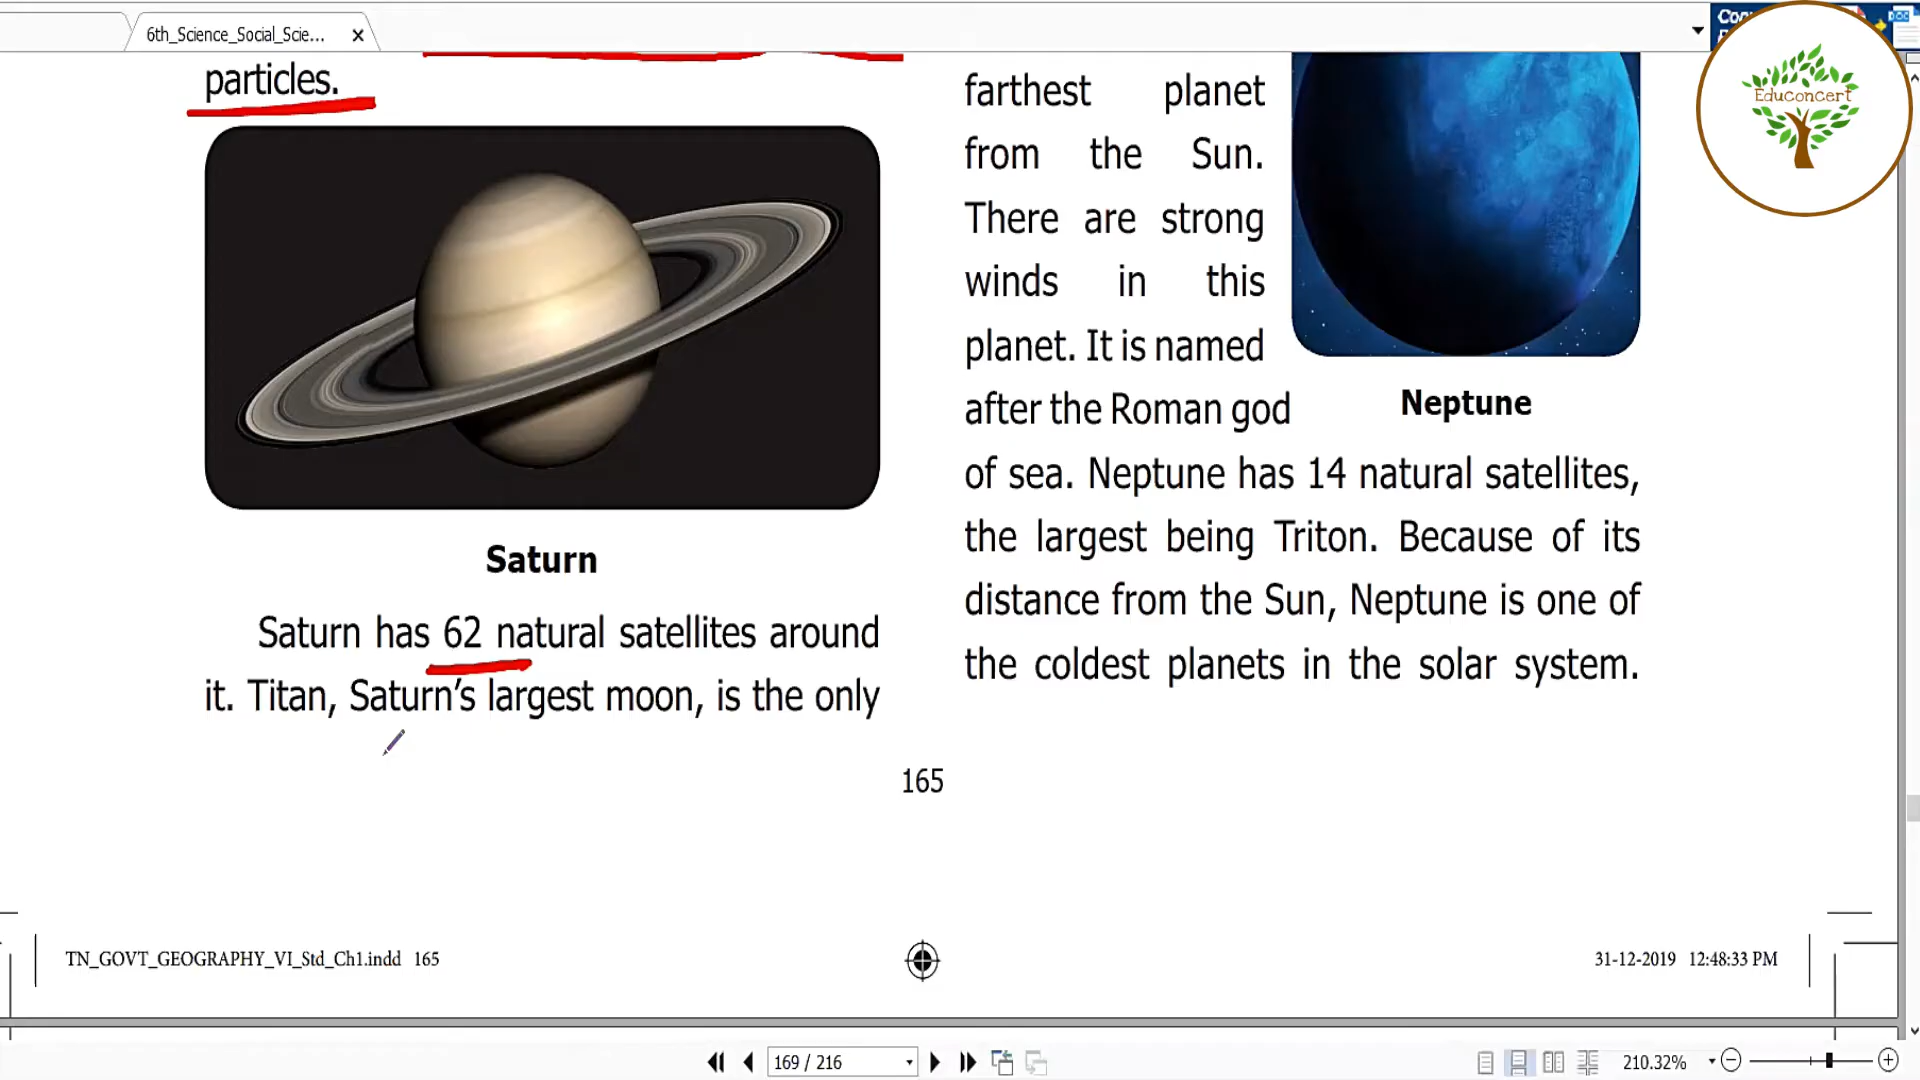 6th_Science_Social_Scie...
Educoncert
particles.
Saturn
Saturn has 62 natural satellites around
it. Titan, Saturn’s largest moon, is the only
farthest planet
from the Sun.
There are strong
winds in this
planet. It is named
after the Roman god
of sea. Neptune has 14 natural satellites,
the largest being Triton. Because of its
distance from the Sun, Neptune is one of
the coldest planets in the solar system.
Neptune
165
TN_GOVT_GEOGRAPHY_VI_Std_Ch1.indd 165
31-12-2019 12:48:33 PM
169 / 216
210.32%